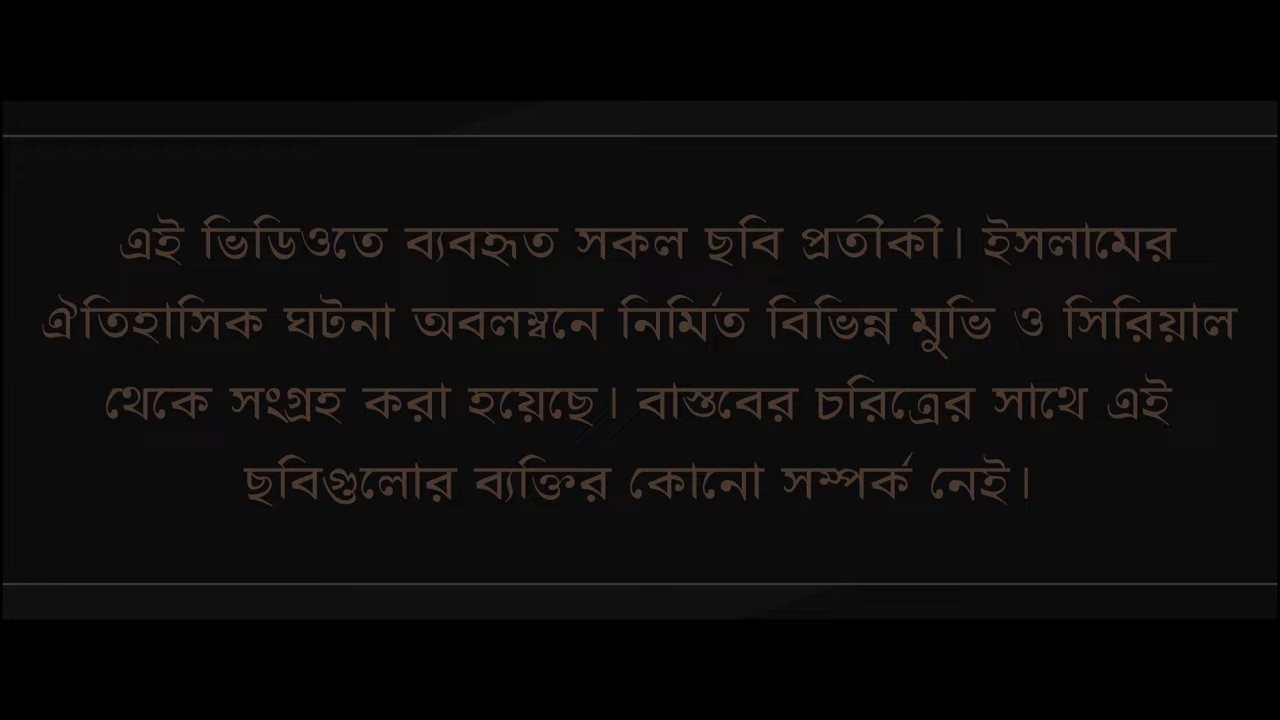 এই ভিডিওতে ব্যবহৃত সকল ছবি প্রতীকী। ইসলামের
ঐতিহাসিক ঘটনা অবলম্বনে নির্মিত বিভিন্ন মুভি ও সিরিয়াল
থেকে সংগ্রহ করা হয়েছে। বাস্তবের চরিত্রের সাথে এই
ছবিগুলোর ব্যক্তির কোনো সম্পর্ক নেই।